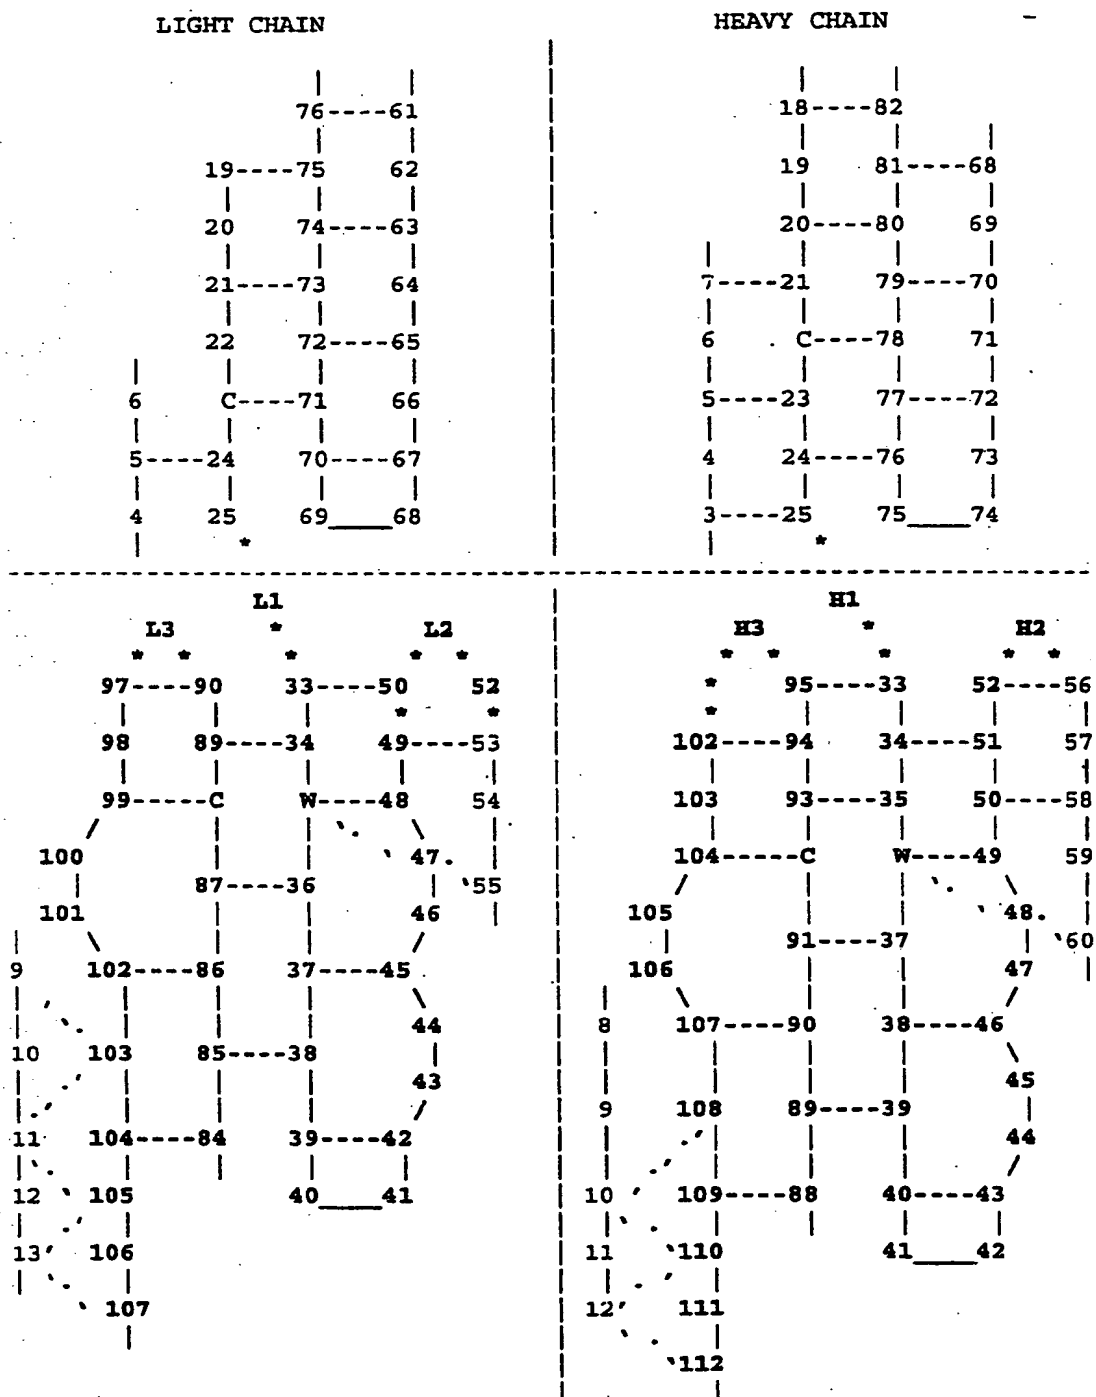 LIGHT CHAIN HEAVY CHAIN
76----61 18----82
19----75 62 19 81----68
20 74----63 20----80 69
21----73 64 7----21 79----70
22 72----65 6 C----78 71
6 C----71 66 5----23 77----72
5----24 70----67 4 24----76 73
4 25 69____68 3----25 75____74
* *
L1 H1
L3 * L2 H3 * H2
* * * * * * * * * *
97----90 33----50 52 * 95----33 52----56
* * *
98 89----34 49----53 102----94 34----51 57
99-----C W----48 54 103 93----35 50----58
100 47 104-----C W----49 59
87----36 55
101 46 105 48
91----37 60
9 102----86 37----45 106 47
44 8 107----90 38----46
10 103 85----38
43 45
9 108 89----39
11 104----84 39----42 44
12 105 40____41 10 109----88 40----43
13 106 11 110 41____42
107 12 111
112